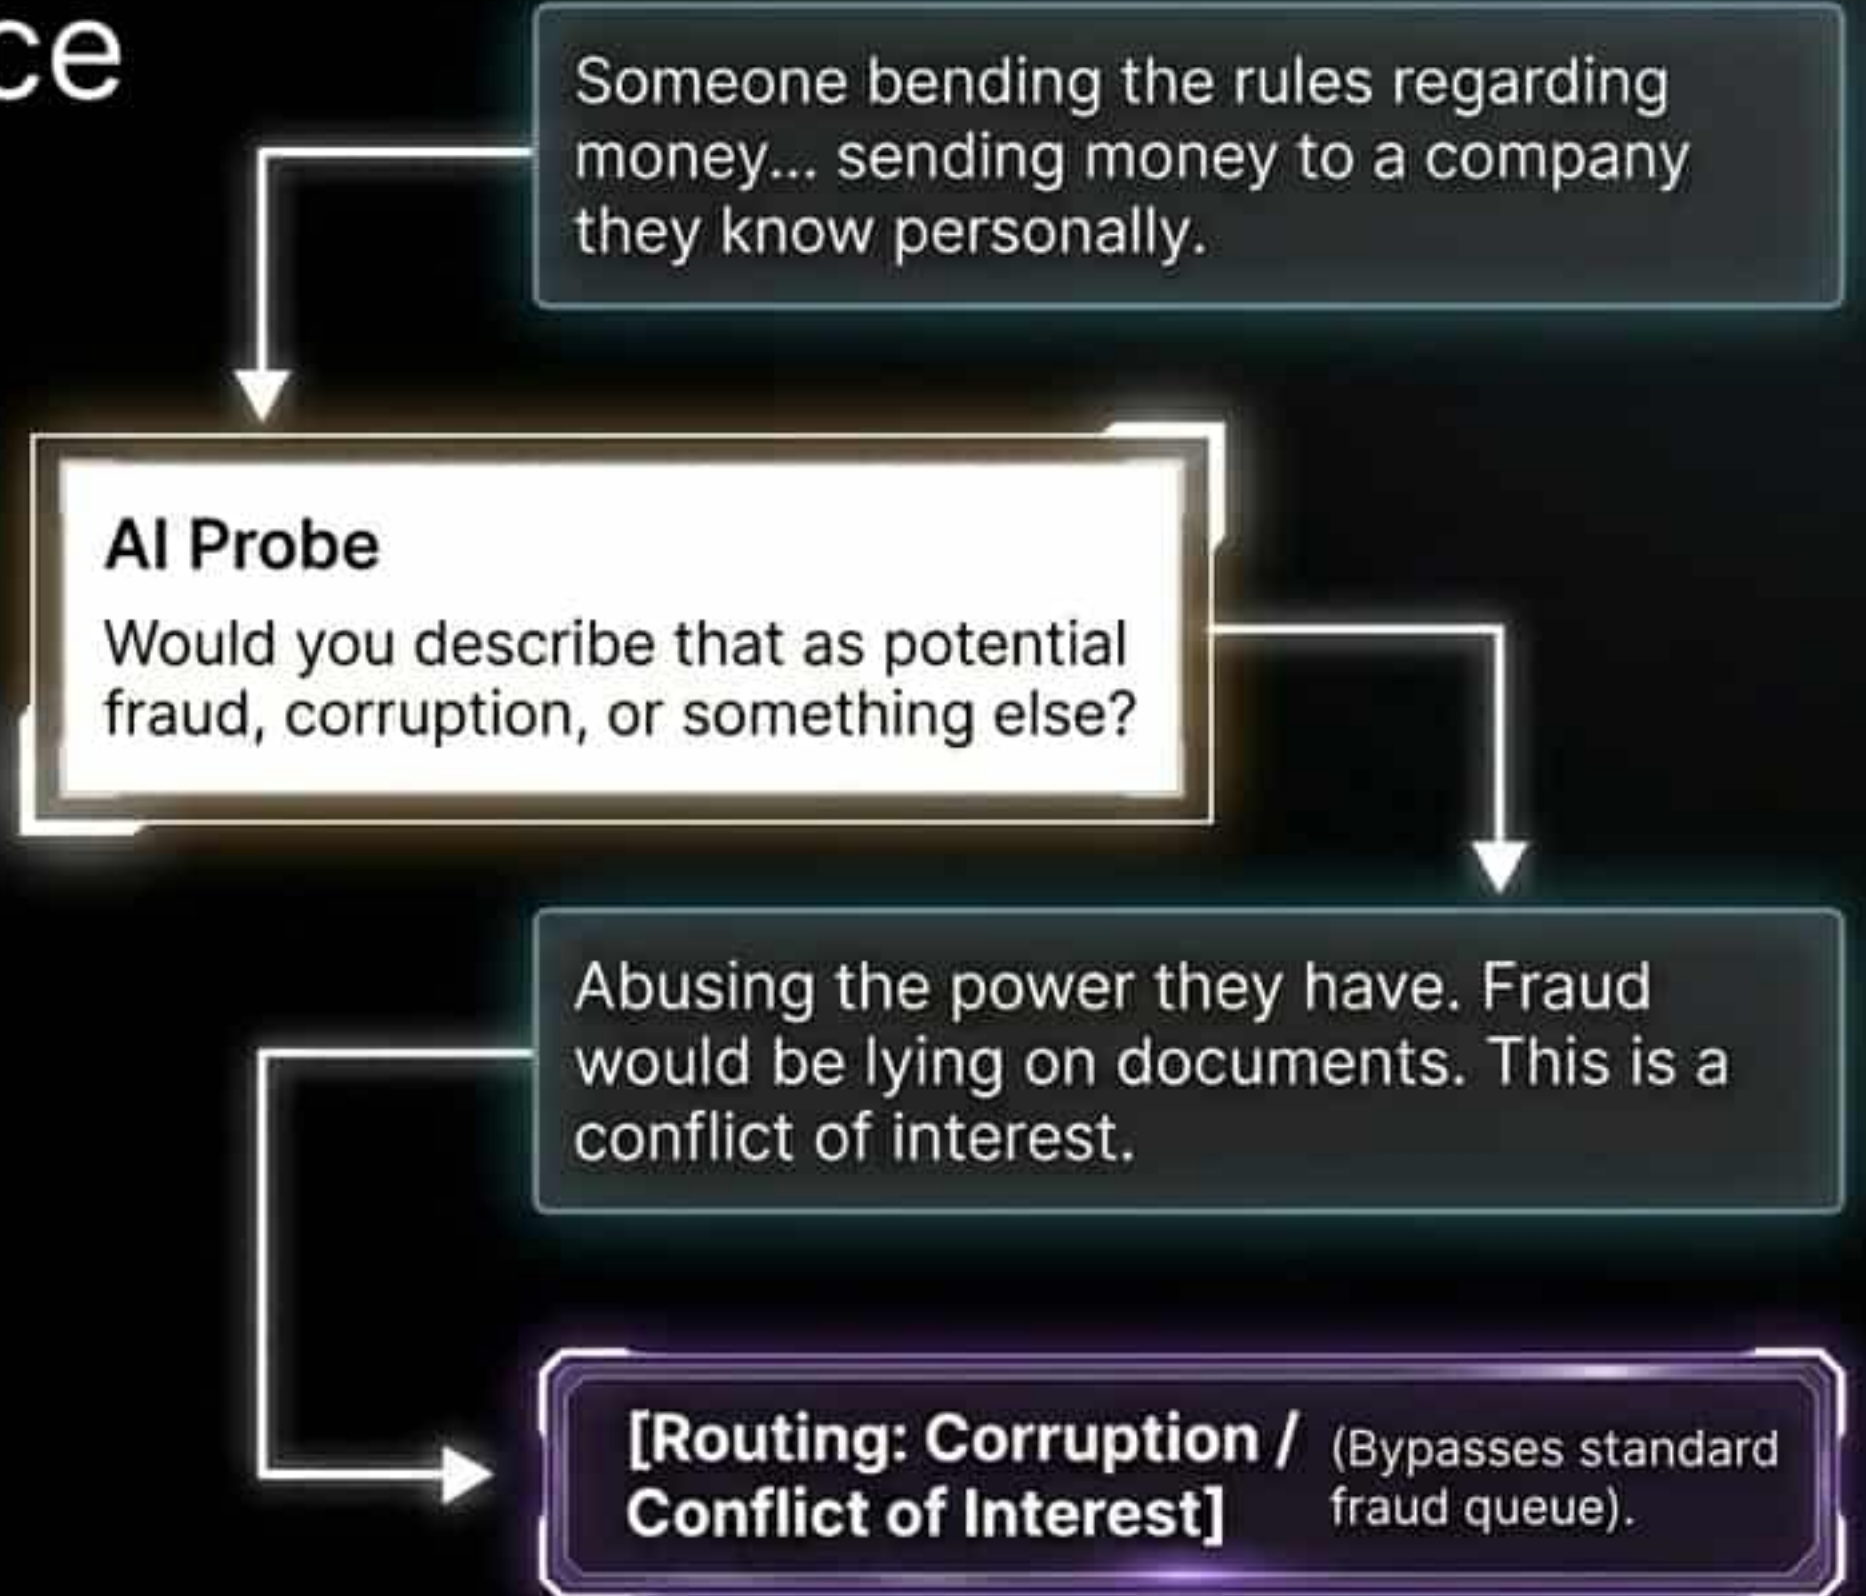 ce
Someone bending the rules regarding
money... sending money to a company
they know personally.
AI Probe
Would you describe that as potential
fraud, corruption, or something else?
Abusing the power they have. Fraud
would be lying on documents. This is a
conflict of interest.
[Routing: Corruption /
Conflict of Interest]
(Bypasses standard
fraud queue).